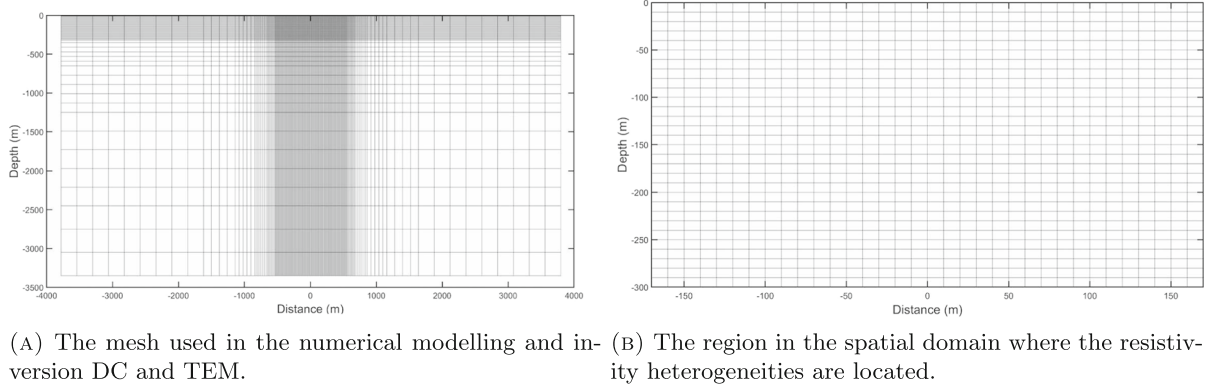 0
-500
-1000
-1500
-2000
-2500
-3000
-3500
Depth (m)
-4000 -3000 -2000 -1000 0 1000 2000 3000 4000
Distance (m)
0
-50
-100
-150
-200
-250
-300
Depth (m)
-150 -100 -50 0 50 100 150
Distance (m)
(A) The mesh used in the numerical modelling and in-
version DC and TEM.
(B) The region in the spatial domain where the resistiv-
ity heterogeneities are located.